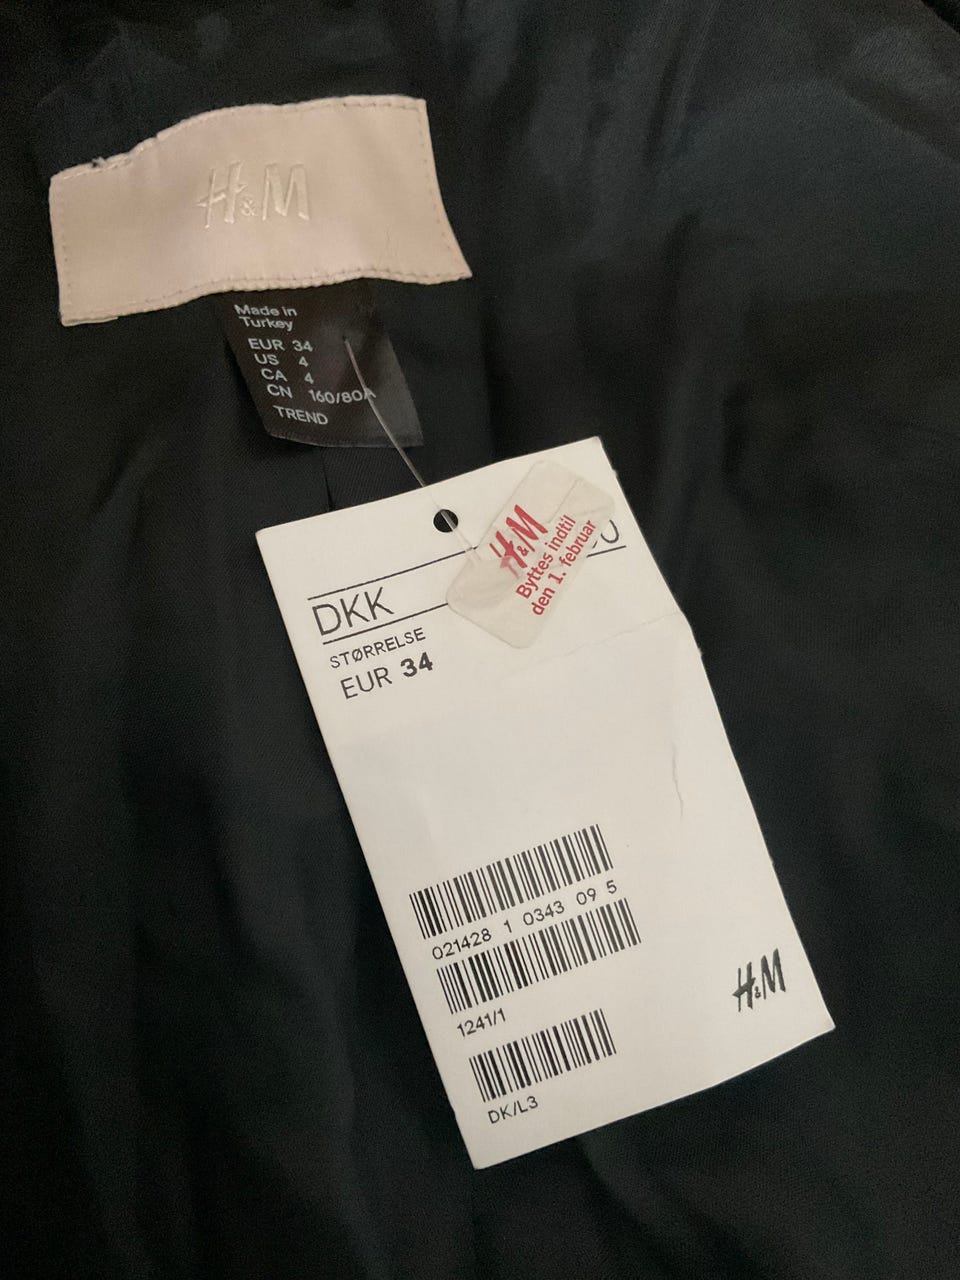 H&M
Made in
Turkey
EUR 34
US 4
CA 4
CN 160/80A
TREND
H&M
Byttes indtil
den 1. februar
DKK
STØRRELSE
EUR 34
021428 1 0343 09 5
1241/1
DK/L3
H&M